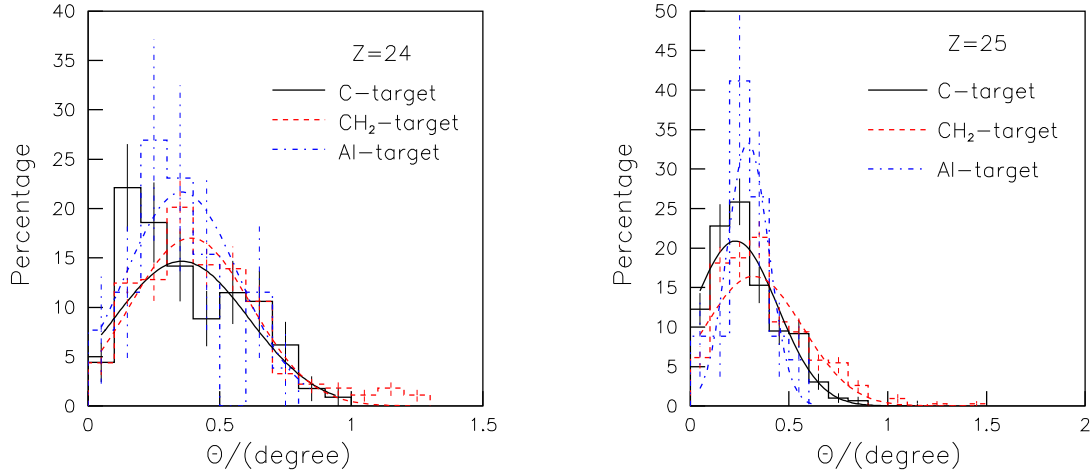 Z=24
C-target
CH₂-target
Al-target
Percentage
40
35
30
25
20
15
10
5
0
0
0.5
1
1.5
Θ/(degree)
Z=25
C-target
CH₂-target
Al-target
Percentage
50
45
40
35
30
25
20
15
10
5
0
0
0.5
1
1.5
2
Θ/(degree)